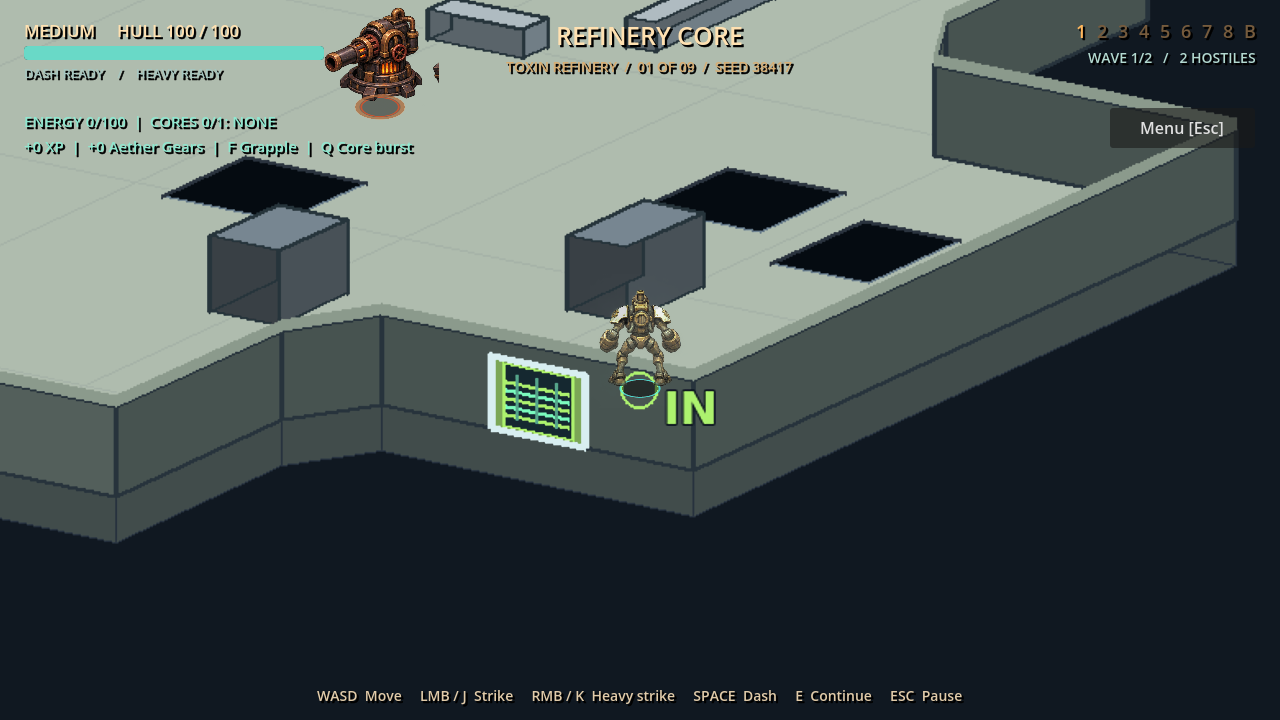 MEDIUM HULL 100 / 100
DASH READY / HEAVY READY
ENERGY 0/100 | CORES 0/1: NONE
+0 XP | +0 Aether Gears | F Grapple | Q Core burst
REFINERY CORE
TOXIN REFINERY / 01 OF 09 / SEED 38417
1 2 3 4 5 6 7 8 B
WAVE 1/2 / 2 HOSTILES
Menu [Esc]
IN
WASD Move LMB / J Strike RMB / K Heavy strike SPACE Dash E Continue ESC Pause